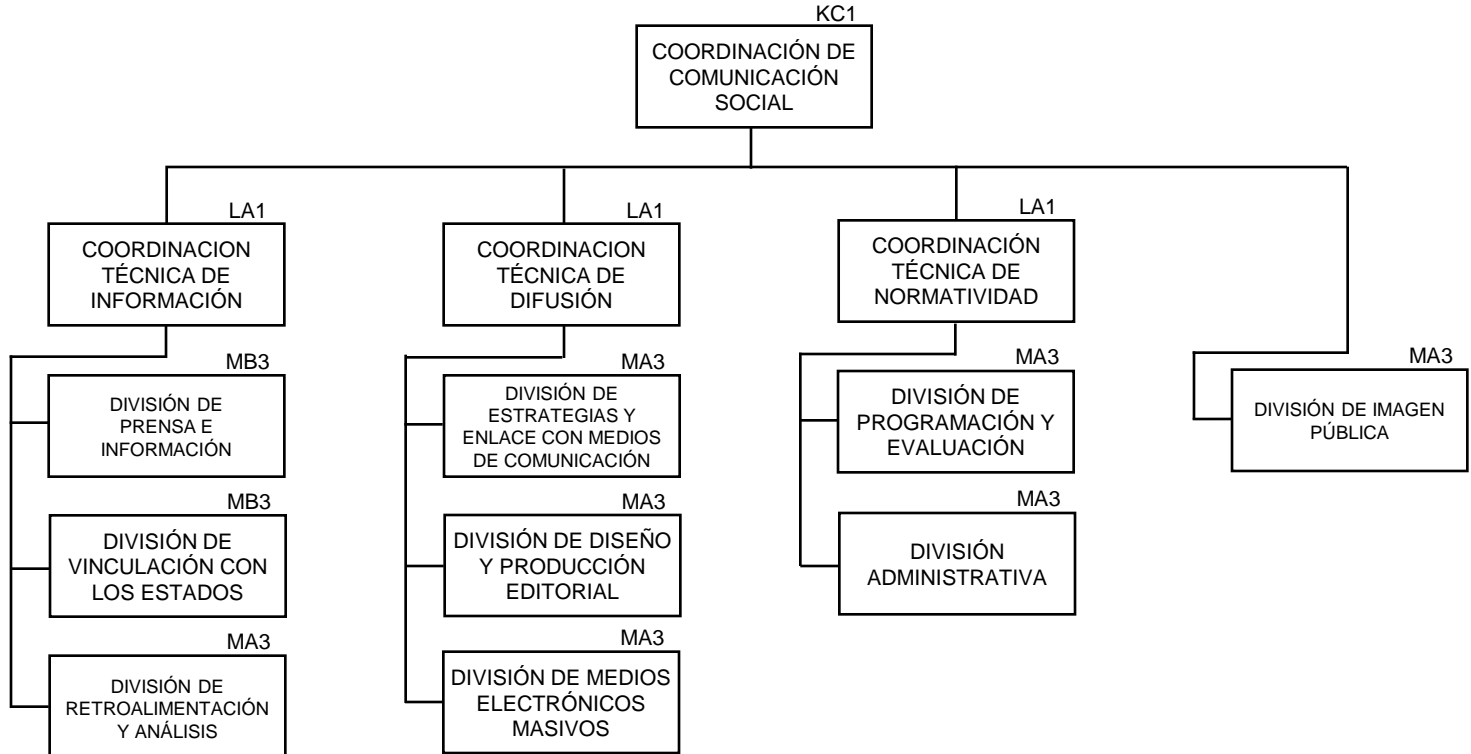 KC1
COORDINACIÓN DE
COMUNICACIÓN
SOCIAL
LA1
COORDINACION
TÉCNICA DE
INFORMACIÓN
MB3
DIVISIÓN DE
PRENSA E
INFORMACIÓN
MB3
DIVISIÓN DE
VINCULACIÓN CON
LOS ESTADOS
MA3
DIVISIÓN DE
RETROALIMENTACIÓN
Y ANÁLISIS
LA1
COORDINACION
TÉCNICA DE
DIFUSIÓN
MA3
DIVISIÓN DE
ESTRATEGIAS Y
ENLACE CON MEDIOS
DE COMUNICACIÓN
MA3
DIVISIÓN DE DISEÑO
Y PRODUCCIÓN
EDITORIAL
MA3
DIVISIÓN DE MEDIOS
ELECTRÓNICOS
MASIVOS
LA1
COORDINACIÓN
TÉCNICA DE
NORMATIVIDAD
MA3
DIVISIÓN DE
PROGRAMACIÓN Y
EVALUACIÓN
MA3
DIVISIÓN
ADMINISTRATIVA
MA3
DIVISIÓN DE IMAGEN
PÚBLICA